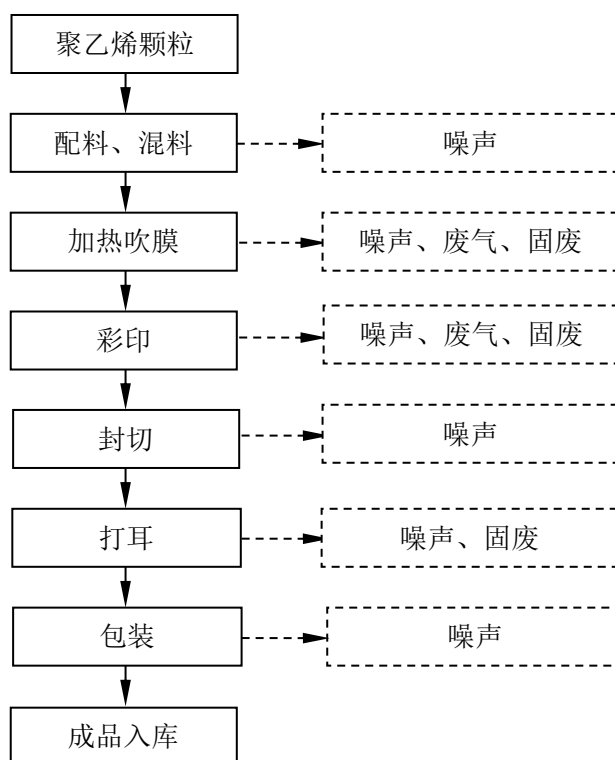 聚乙烯颗粒
配料、混料
噪声
加热吹膜
噪声、废气、固废
彩印
噪声、废气、固废
封切
噪声
打耳
噪声、固废
包装
噪声
成品入库